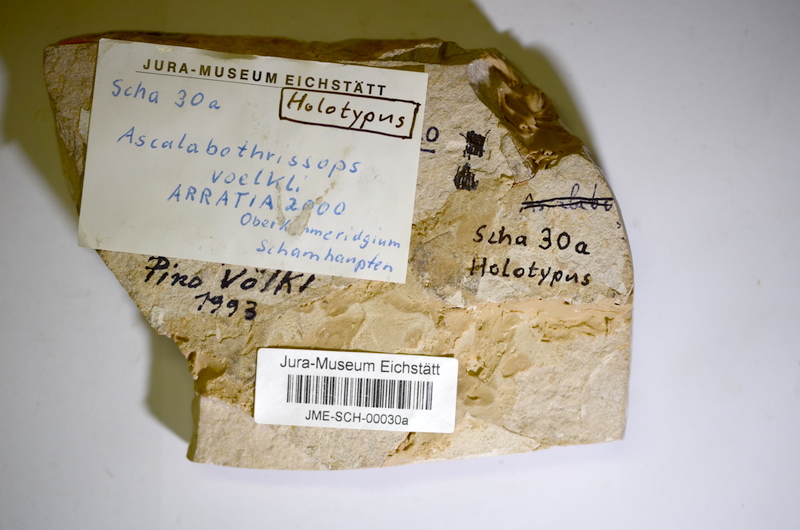 JURA-MUSEUM EICHSTÄTT
Scha 30a
Holotypus
Ascalabothrissops
voelkli
ARRATIA 2000
Oberkimmeridgium
Schamhaupten
Pino Völkl
1993
Scha 30a
Holotypus
Jura-Museum Eichstätt
JME-SCH-00030a